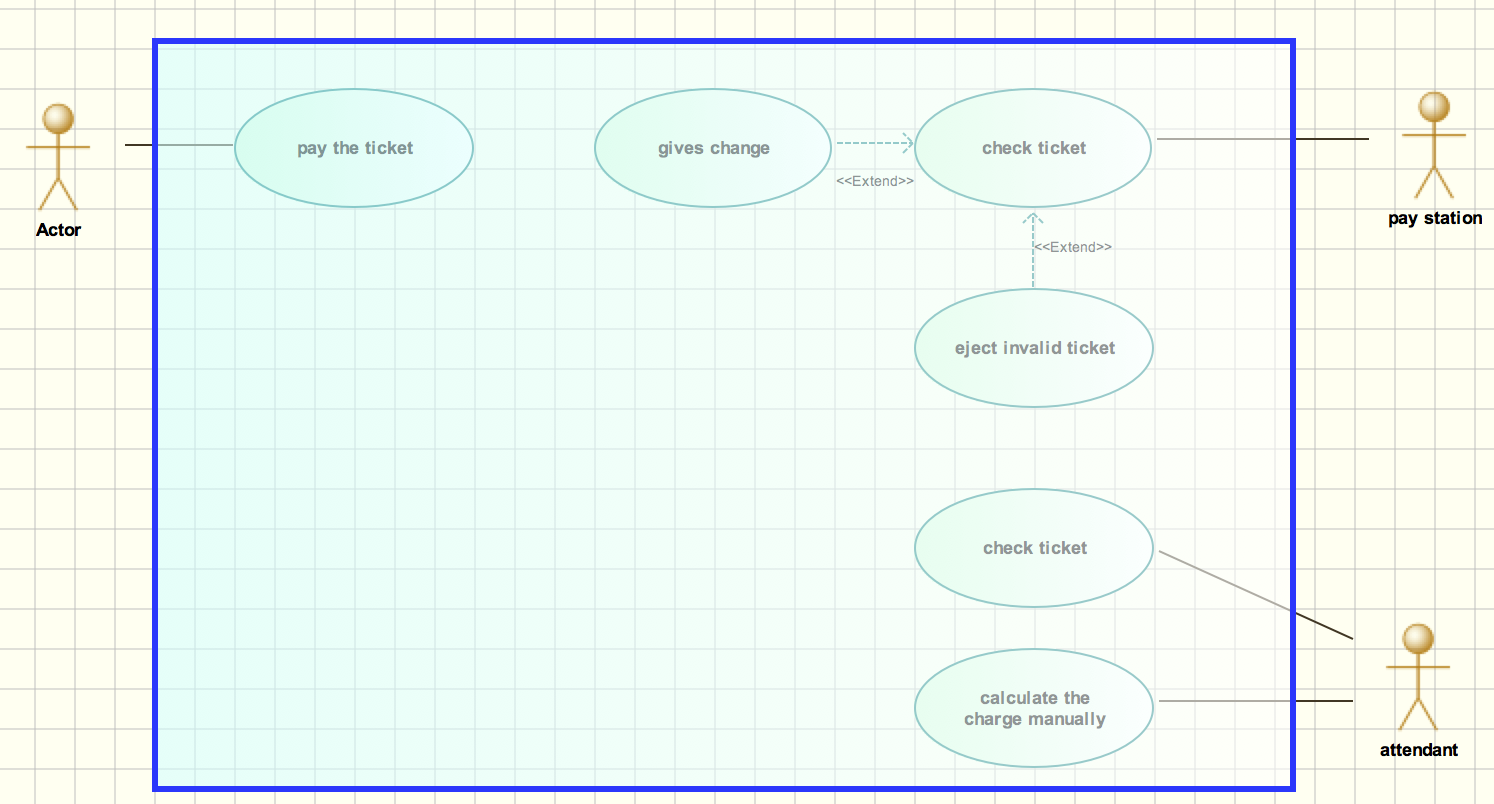 pay the ticket
gives change
check ticket
<<Extend>>
Actor
pay station
<<Extend>>
eject invalid ticket
check ticket
calculate the
charge manually
attendant